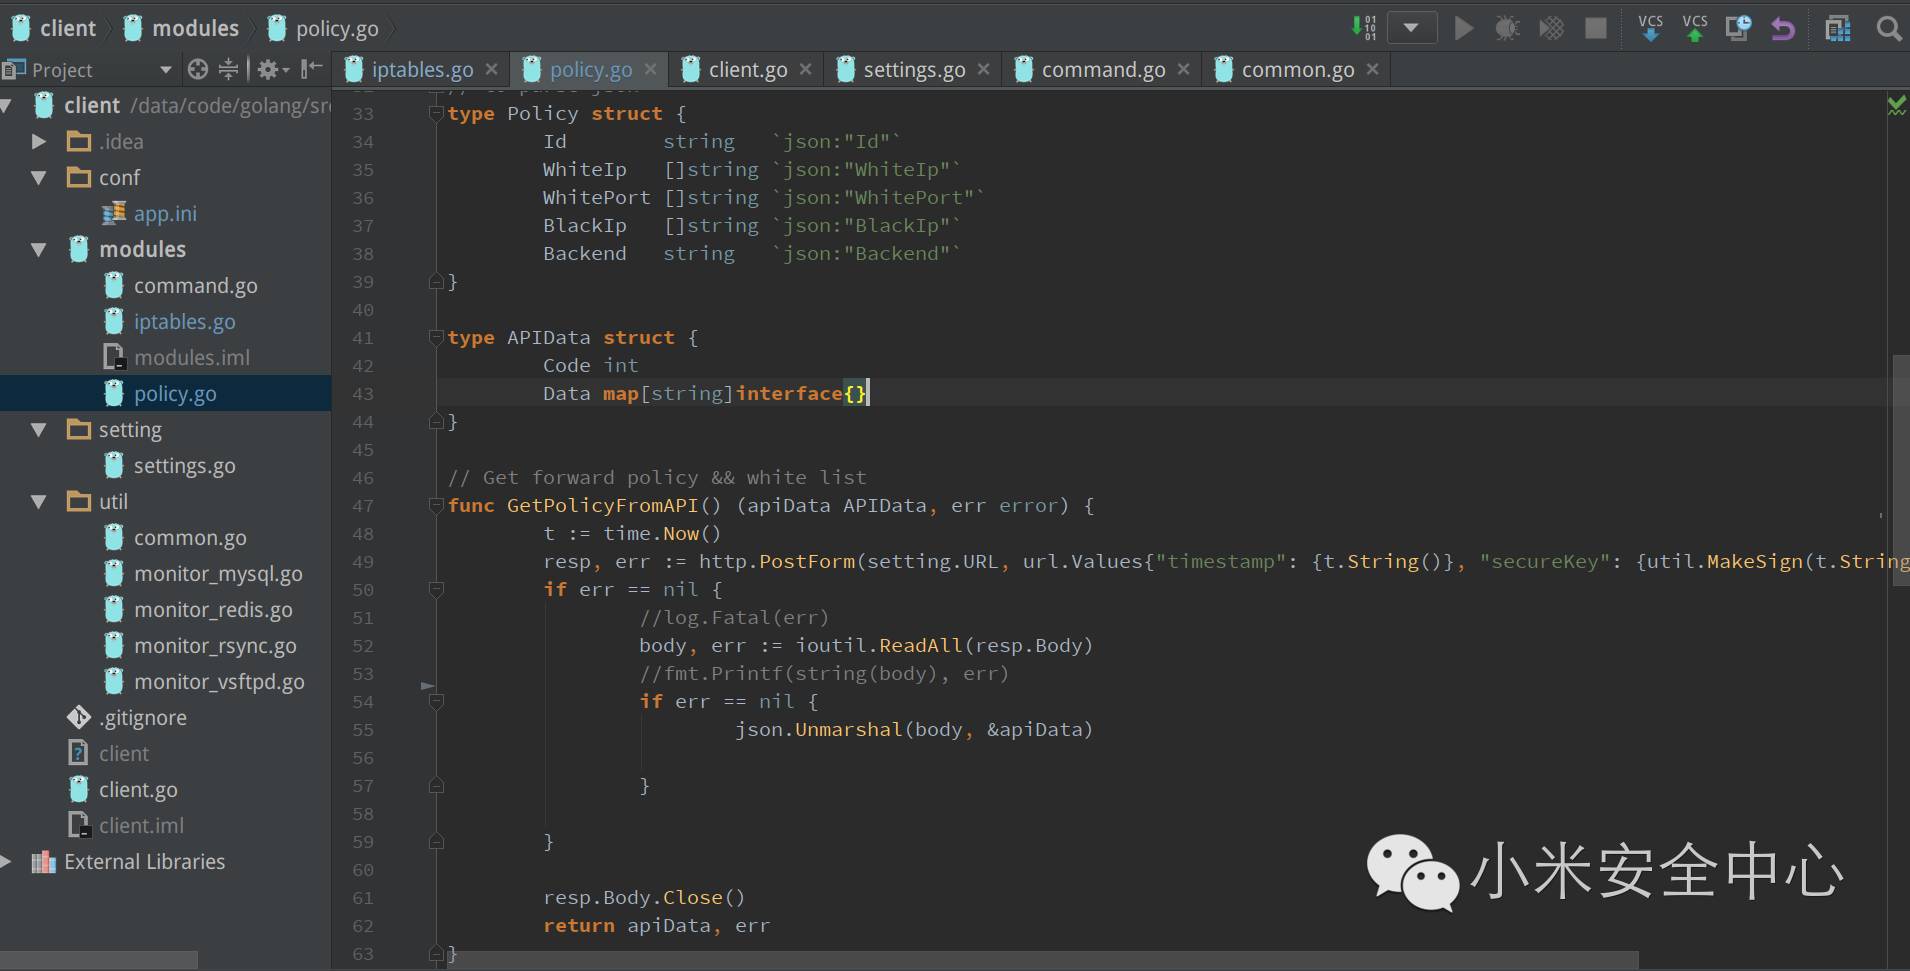 client modules policy.go
VCS VCS
Project
iptables.go policy.go client.go settings.go command.go common.go
client /data/code/golang/src
.idea
conf
app.ini
modules
command.go
iptables.go
modules.iml
policy.go
setting
settings.go
util
common.go
monitor_mysql.go
monitor_redis.go
monitor_rsync.go
monitor_vsftpd.go
.gitignore
client
client.go
client.iml
External Libraries
33 type Policy struct {
34 Id string `json:"Id"`
35 WhiteIp []string `json:"WhiteIp"`
36 WhitePort []string `json:"WhitePort"`
37 BlackIp []string `json:"BlackIp"`
38 Backend string `json:"Backend"`
39 }
40
41 type APIData struct {
42 Code int
43 Data map[string]interface{}
44 }
45
46 // Get forward policy && white list
47 func GetPolicyFromAPI() (apiData APIData, err error) {
48 t := time.Now()
49 resp, err := http.PostForm(setting.URL, url.Values{"timestamp": {t.String()}, "secureKey": {util.MakeSign(t.String
50 if err == nil {
51 //log.Fatal(err)
52 body, err := ioutil.ReadAll(resp.Body)
53 //fmt.Printf(string(body), err)
54 if err == nil {
55 json.Unmarshal(body, &apiData)
56
57 }
58
59 }
60
61 resp.Body.Close()
62 return apiData, err
63 }
小米安全中心